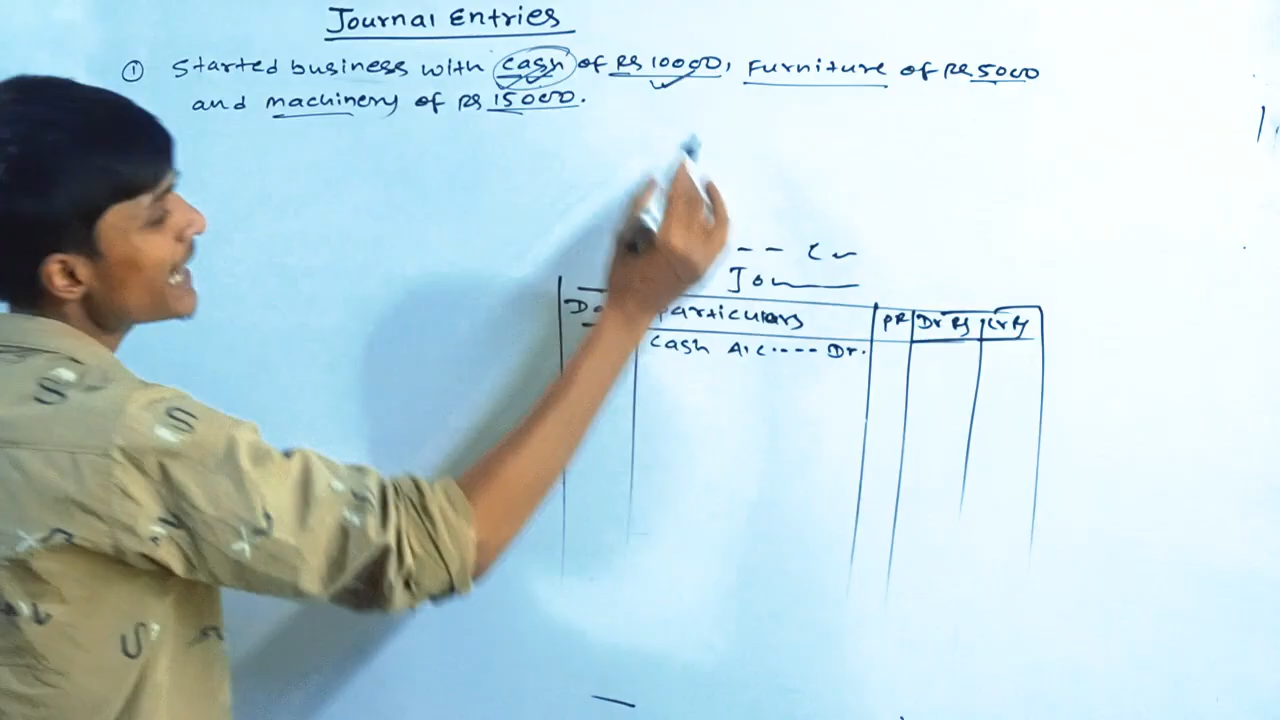 Journal Entries
① Started business with cash of Rs 10000, Furniture of Rs 5000
and machinery of Rs 15000.
Particulars PR Dr Rs Cr Rs
Cash A/c.---- Dr.